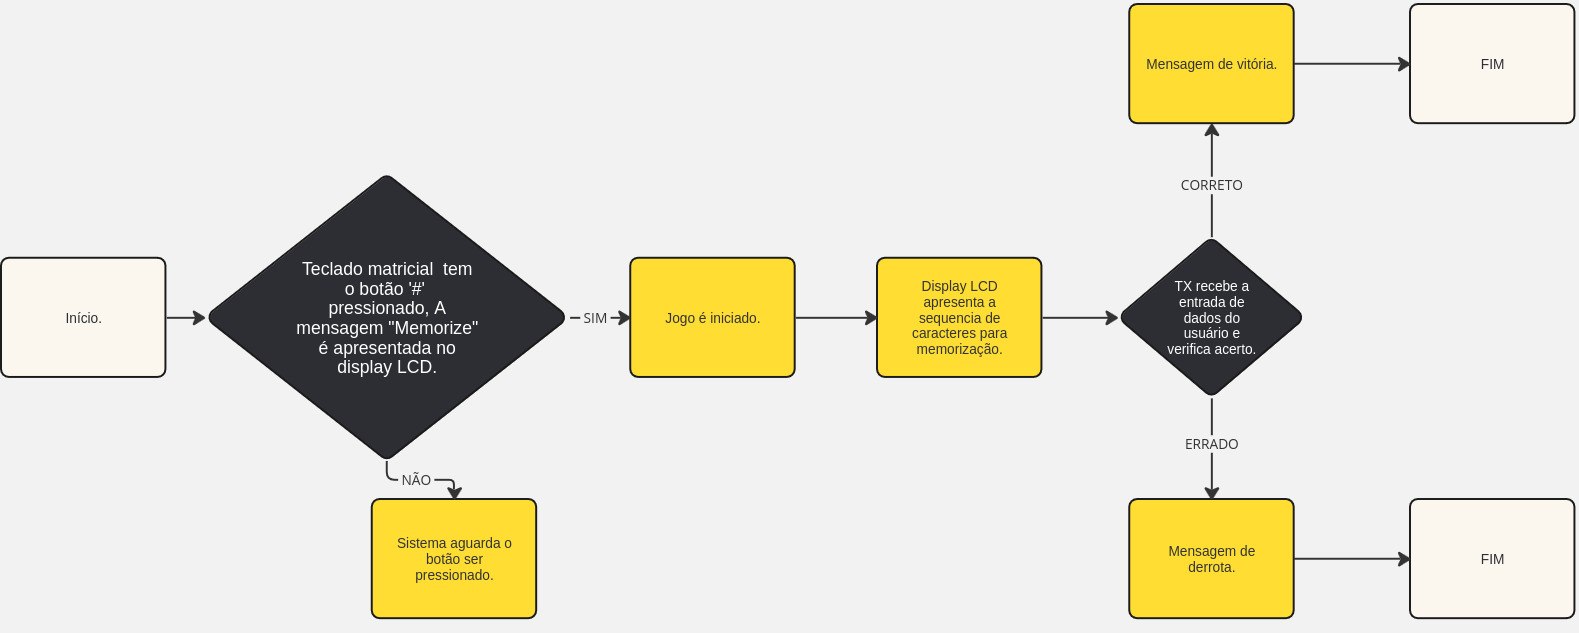 Início.
Teclado matricial  tem
o botão '#'
pressionado, A
mensagem "Memorize"
é apresentada no
display LCD.
SIM
NÃO
Sistema aguarda o
botão ser
pressionado.
Jogo é iniciado.
Display LCD
apresenta a
sequencia de
caracteres para
memorização.
TX recebe a
entrada de
dados do
usuário e
verifica acerto.
CORRETO
Mensagem de vitória.
FIM
ERRADO
Mensagem de
derrota.
FIM